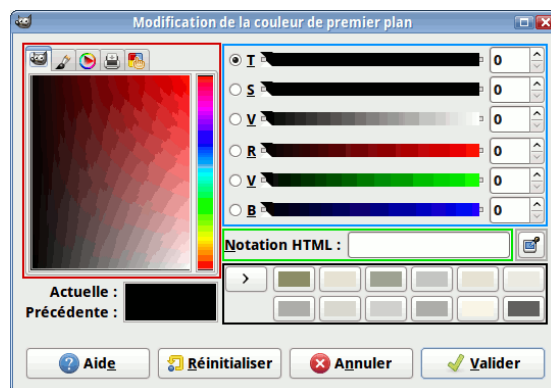 Modification de la couleur de premier plan
T 0
S 0
V 0
R 0
V 0
B 0
Notation HTML :
Actuelle :
Précédente :
>
Aide
Réinitialiser
Annuler
Valider